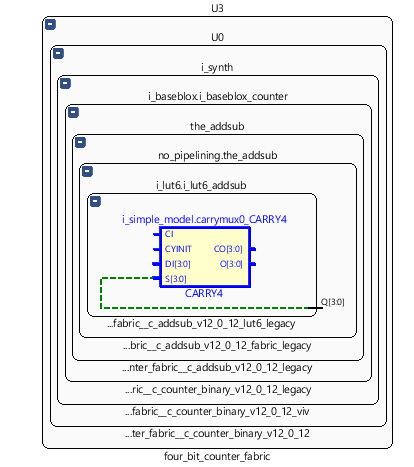 U3
U0
i_synth
i_baseblox.i_baseblox_counter
the_addsub
no_pipelining.the_addsub
i_lut6.i_lut6_addsub
i_simple_model.carrymux0_CARRY4
CI
CYINIT CO[3:0]
DI[3:0] O[3:0]
S[3:0]
CARRY4
Q[3:0]
...fabric__c_addsub_v12_0_12_lut6_legacy
...bric__c_addsub_v12_0_12_fabric_legacy
...nter_fabric__c_addsub_v12_0_12_legacy
...ric__c_counter_binary_v12_0_12_legacy
...fabric__c_counter_binary_v12_0_12_viv
...ter_fabric__c_counter_binary_v12_0_12
four_bit_counter_fabric